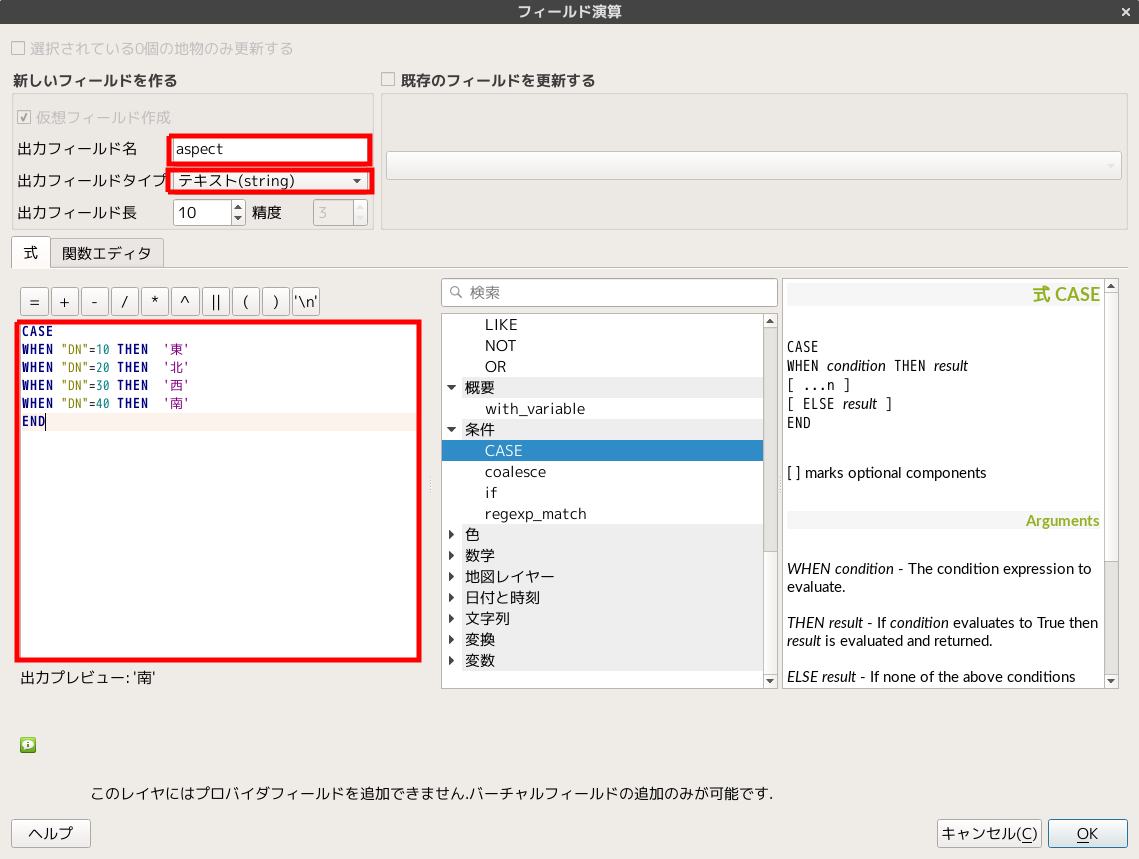 フィールド演算
選択されている0個の地物のみ更新する
新しいフィールドを作る
既存のフィールドを更新する
仮想フィールド作成
出力フィールド名 aspect
出力フィールドタイプ テキスト(string)
出力フィールド長 10 精度 3
式 関数エディタ
= + - / * ^ || ( ) '\n'
CASE
WHEN "DN"=10 THEN '東'
WHEN "DN"=20 THEN '北'
WHEN "DN"=30 THEN '西'
WHEN "DN"=40 THEN '南'
END
出力プレビュー: '南'
検索
LIKE
NOT
OR
概要
with_variable
条件
CASE
coalesce
if
regexp_match
色
数学
地図レイヤー
日付と時刻
文字列
変換
変数
式 CASE
CASE
WHEN condition THEN result
[ ...n ]
[ ELSE result ]
END
[ ] marks optional components
Arguments
WHEN condition - The condition expression to
evaluate.
THEN result - If condition evaluates to True then
result is evaluated and returned.
ELSE result - If none of the above conditions
このレイヤにはプロバイダフィールドを追加できません.バーチャルフィールドの追加のみが可能です.
ヘルプ
キャンセル(C)
OK